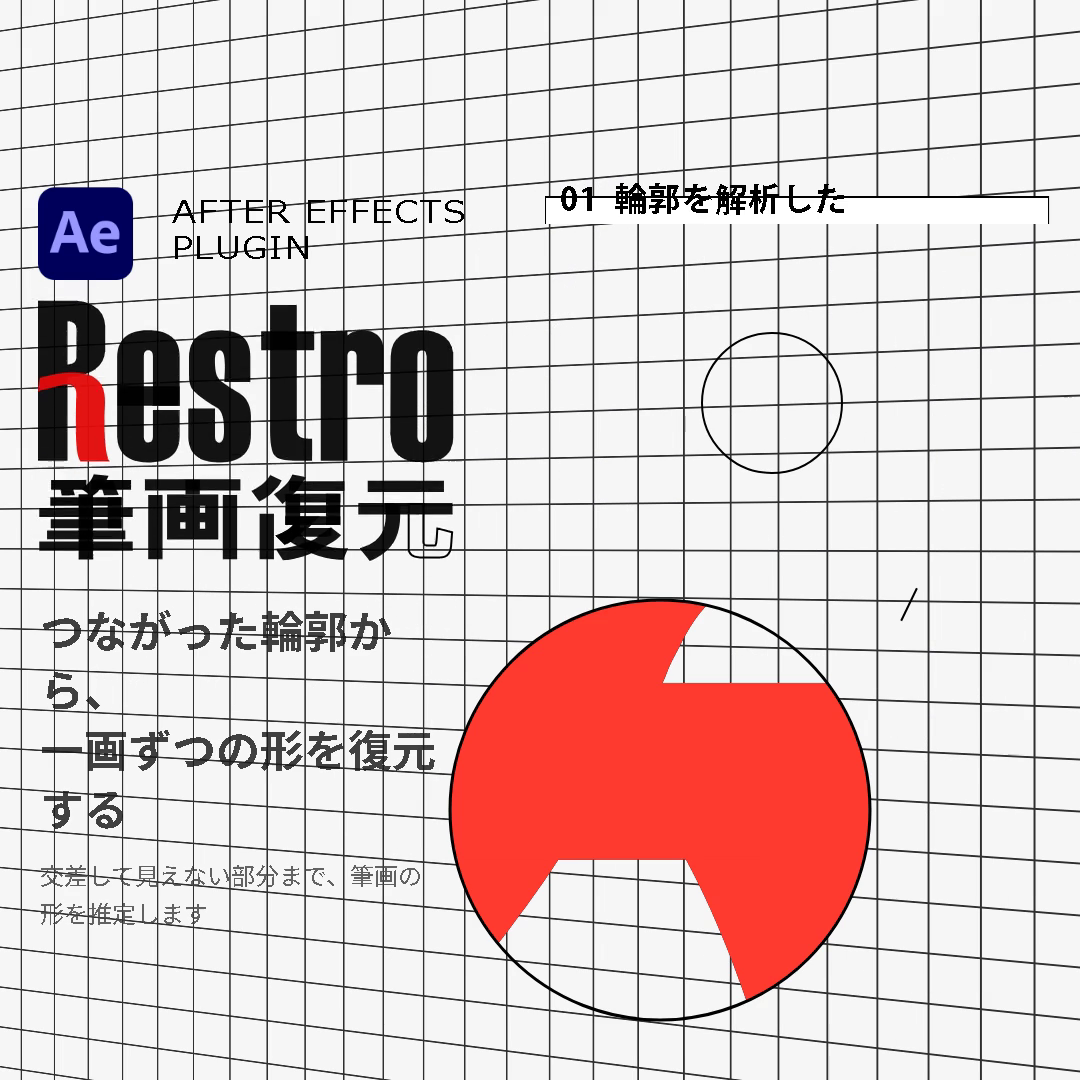 Ae
AFTER EFFECTS
PLUGIN
01 輪郭を解析した
Restro
筆画復元
つながった輪郭か
ら、
一画ずつの形を復元
する
交差して見えない部分まで、筆画の
形を推定します